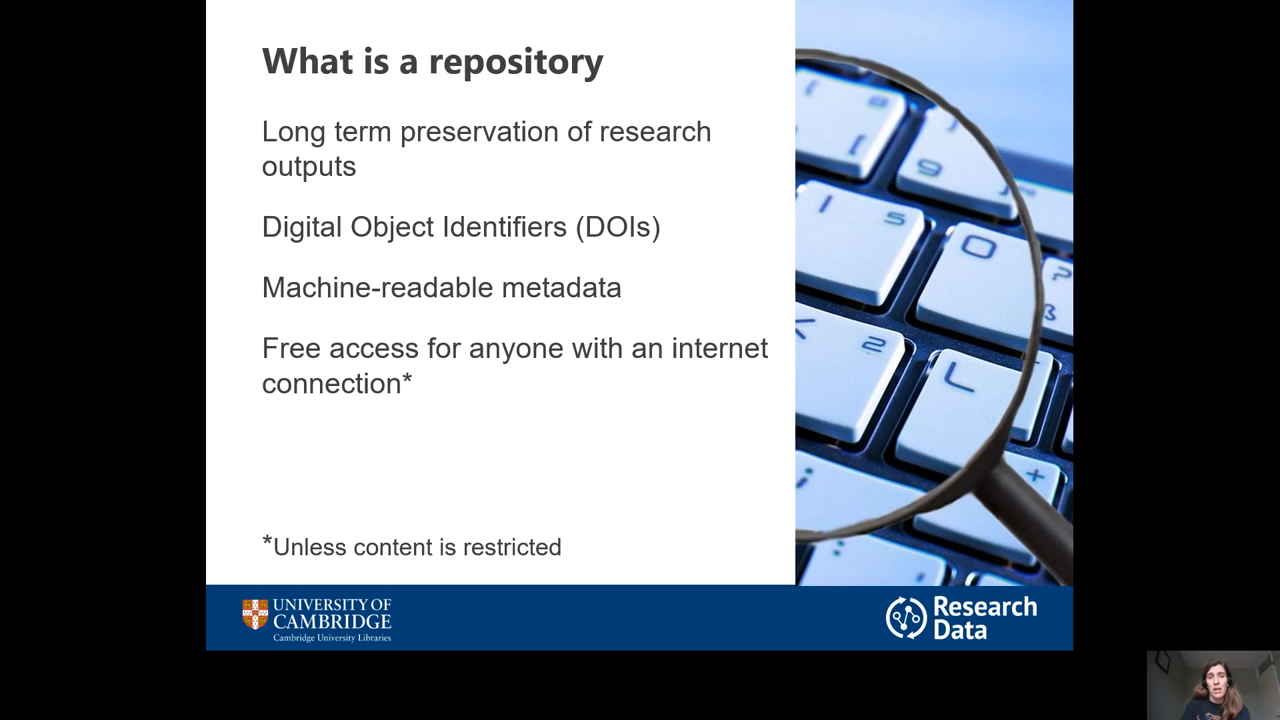 What is a repository
Long term preservation of research
outputs
Digital Object Identifiers (DOIs)
Machine-readable metadata
Free access for anyone with an internet
connection*
*Unless content is restricted
UNIVERSITY OF
CAMBRIDGE
Cambridge University Libraries
Research
Data